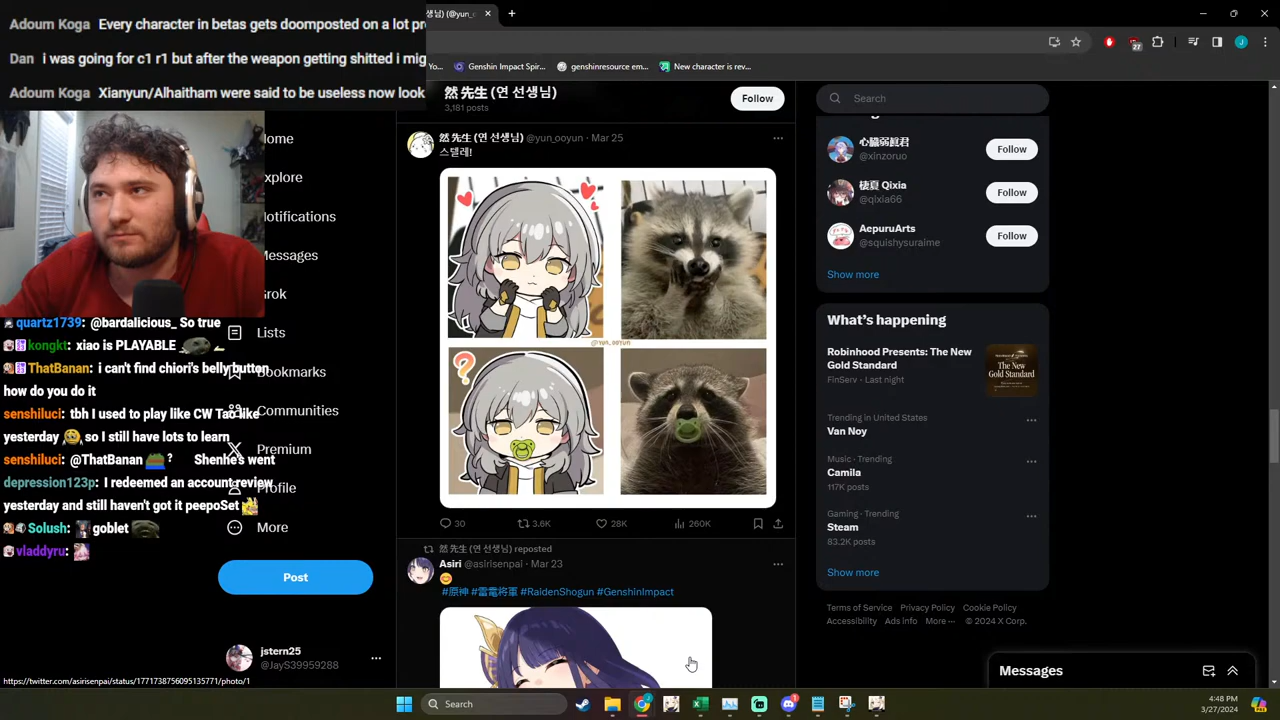 Adoum Koga Every character in betas gets doomposted on a lot pr
Dan i was going for c1 r1 but after the weapon getting shitted i mig
Adoum Koga Xianyun/Alhaitham were said to be useless now look
Genshin Impact Spir...
genshinresource em...
New character is rev...
27
J
然 先生 (연 선생님)
3,181 posts
Follow
Search
ome
xplore
otifications
essages
rok
Lists
ookmarks
Communities
Premium
rofile
More
Post
jstern25
@JayS39959288
quartz1739: @bardalicious_ So true
kongkt: xiao is PLAYABLE
ThatBanan: i can't find chiori's belly button
how do you do it
senshiluci: tbh I used to play like CW Tao like
yesterday so I still have lots to learn
senshiluci: @ThatBanan ? Shenhe's went
depression123p: I redeemed an account review
yesterday and still haven't got it peepoSet
Solush: goblet
vladdyru:
然 先生 (연 선생님) @yun_ooyun · Mar 25
스텔레!
@YUN_OOYUN
30
3.6K
28K
260K
然 先生 (연 선생님) reposted
Asiri @asirisenpai · Mar 23
#原神 #雷電将軍 #RaidenShogun #GenshinImpact
心臓弱飢君
@xinzoruo
Follow
棲夏 Qixia
@qixia66
Follow
AepuruArts
@squishysuraime
Follow
Show more
What's happening
Robinhood Presents: The New
Gold Standard
FinServ · Last night
Trending in United States
Van Noy
Music · Trending
Camila
117K posts
Gaming · Trending
Steam
83.2K posts
Show more
Terms of Service Privacy Policy Cookie Policy
Accessibility Ads info More ··· © 2024 X Corp.
Messages
https://twitter.com/asirisenpai/status/1771738756095135771/photo/1
Search
4:48 PM
3/27/2024